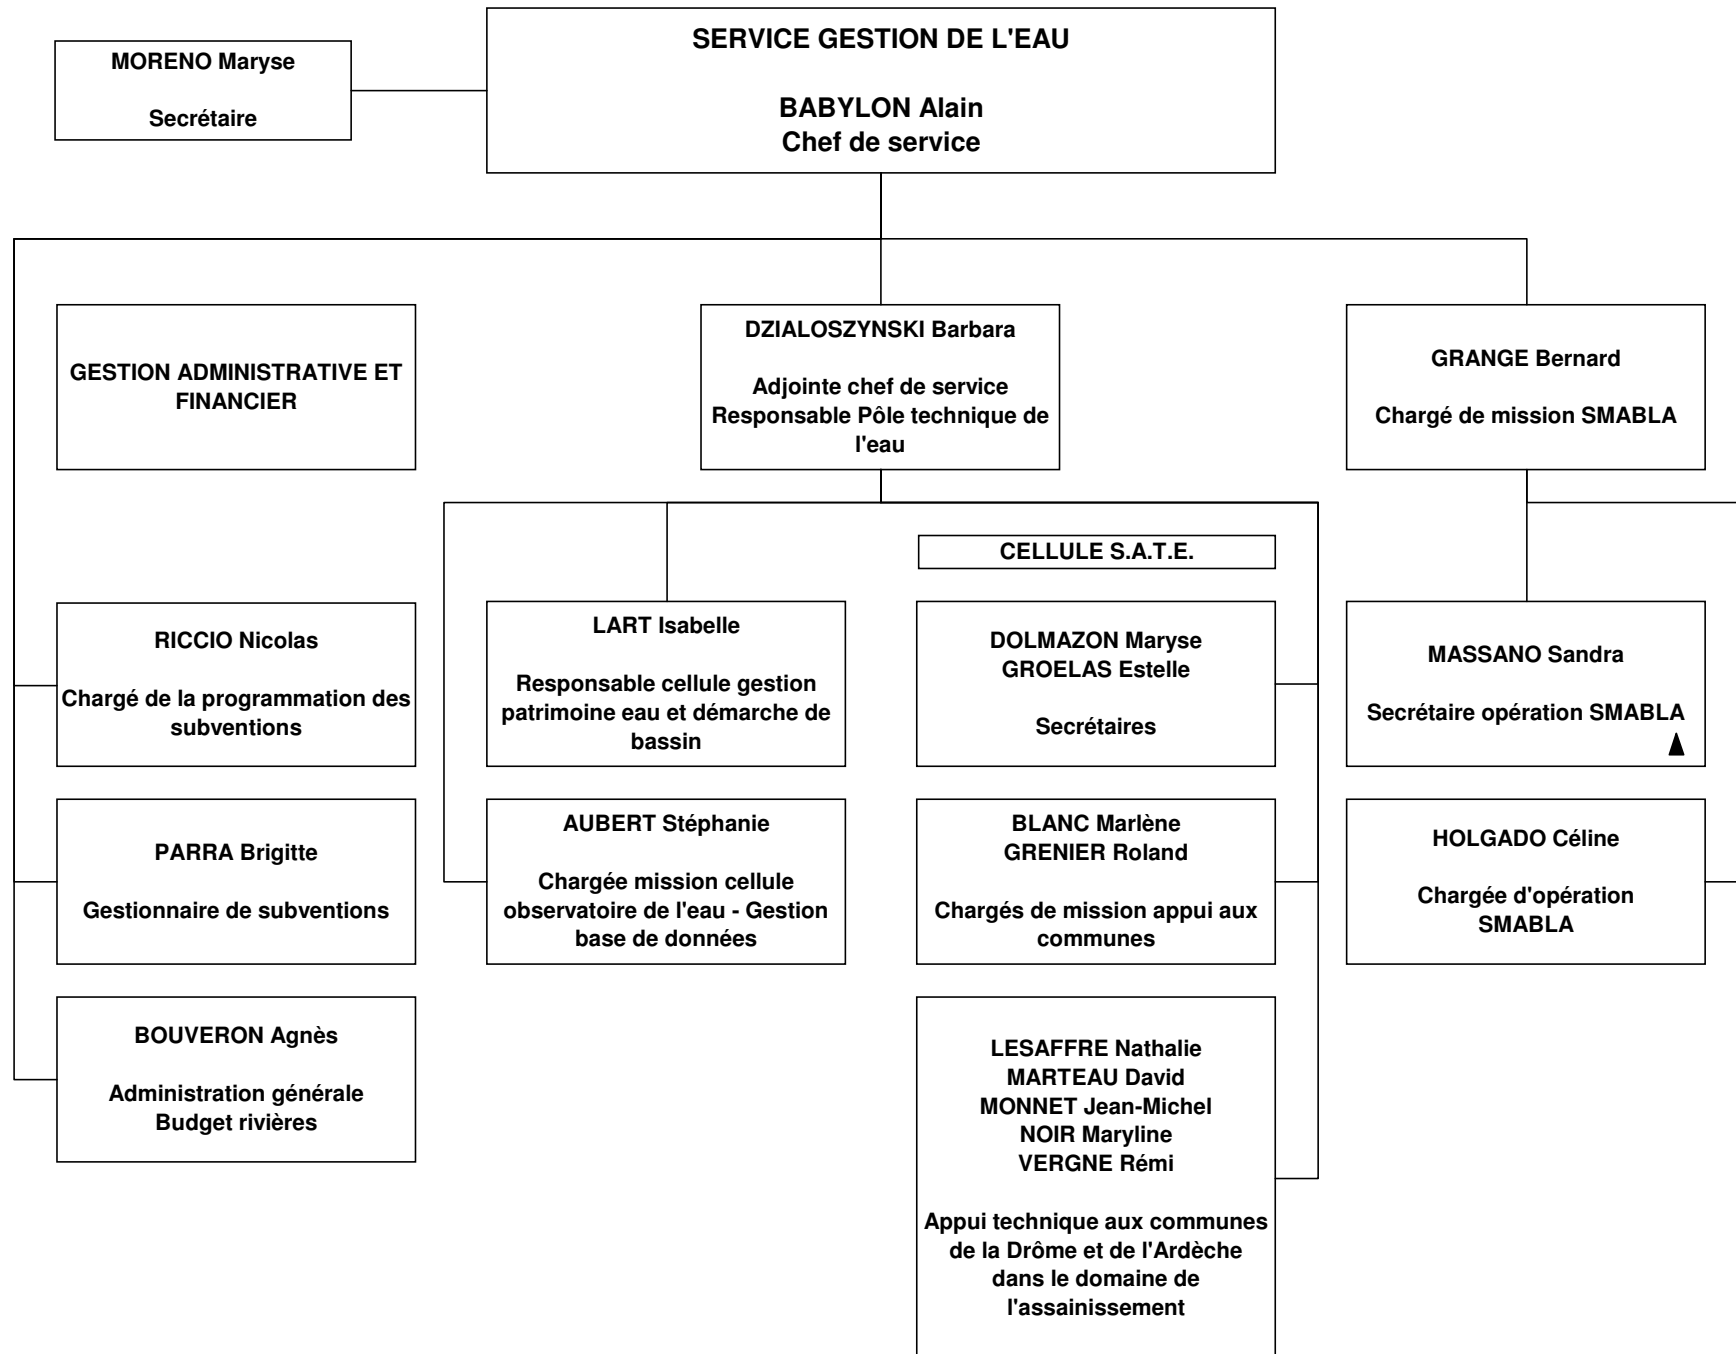 MORENO Maryse
Secrétaire
SERVICE GESTION DE L'EAU
BABYLON Alain
Chef de service
GESTION ADMINISTRATIVE ET
FINANCIER
DZIALOSZYNSKI Barbara
Adjointe chef de service
Responsable Pôle technique de
l'eau
GRANGE Bernard
Chargé de mission SMABLA
RICCIO Nicolas
Chargé de la programmation des
subventions
PARRA Brigitte
Gestionnaire de subventions
BOUVERON Agnès
Administration générale
Budget rivières
LART Isabelle
Responsable cellule gestion
patrimoine eau et démarche de
bassin
AUBERT Stéphanie
Chargée mission cellule
observatoire de l'eau - Gestion
base de données
CELLULE S.A.T.E.
DOLMAZON Maryse
GROELAS Estelle
Secrétaires
BLANC Marlène
GRENIER Roland
Chargés de mission appui aux
communes
LESAFFRE Nathalie
MARTEAU David
MONNET Jean-Michel
NOIR Maryline
VERGNE Rémi
Appui technique aux communes
de la Drôme et de l'Ardèche
dans le domaine de
l'assainissement
MASSANO Sandra
Secrétaire opération SMABLA
HOLGADO Céline
Chargée d'opération
SMABLA